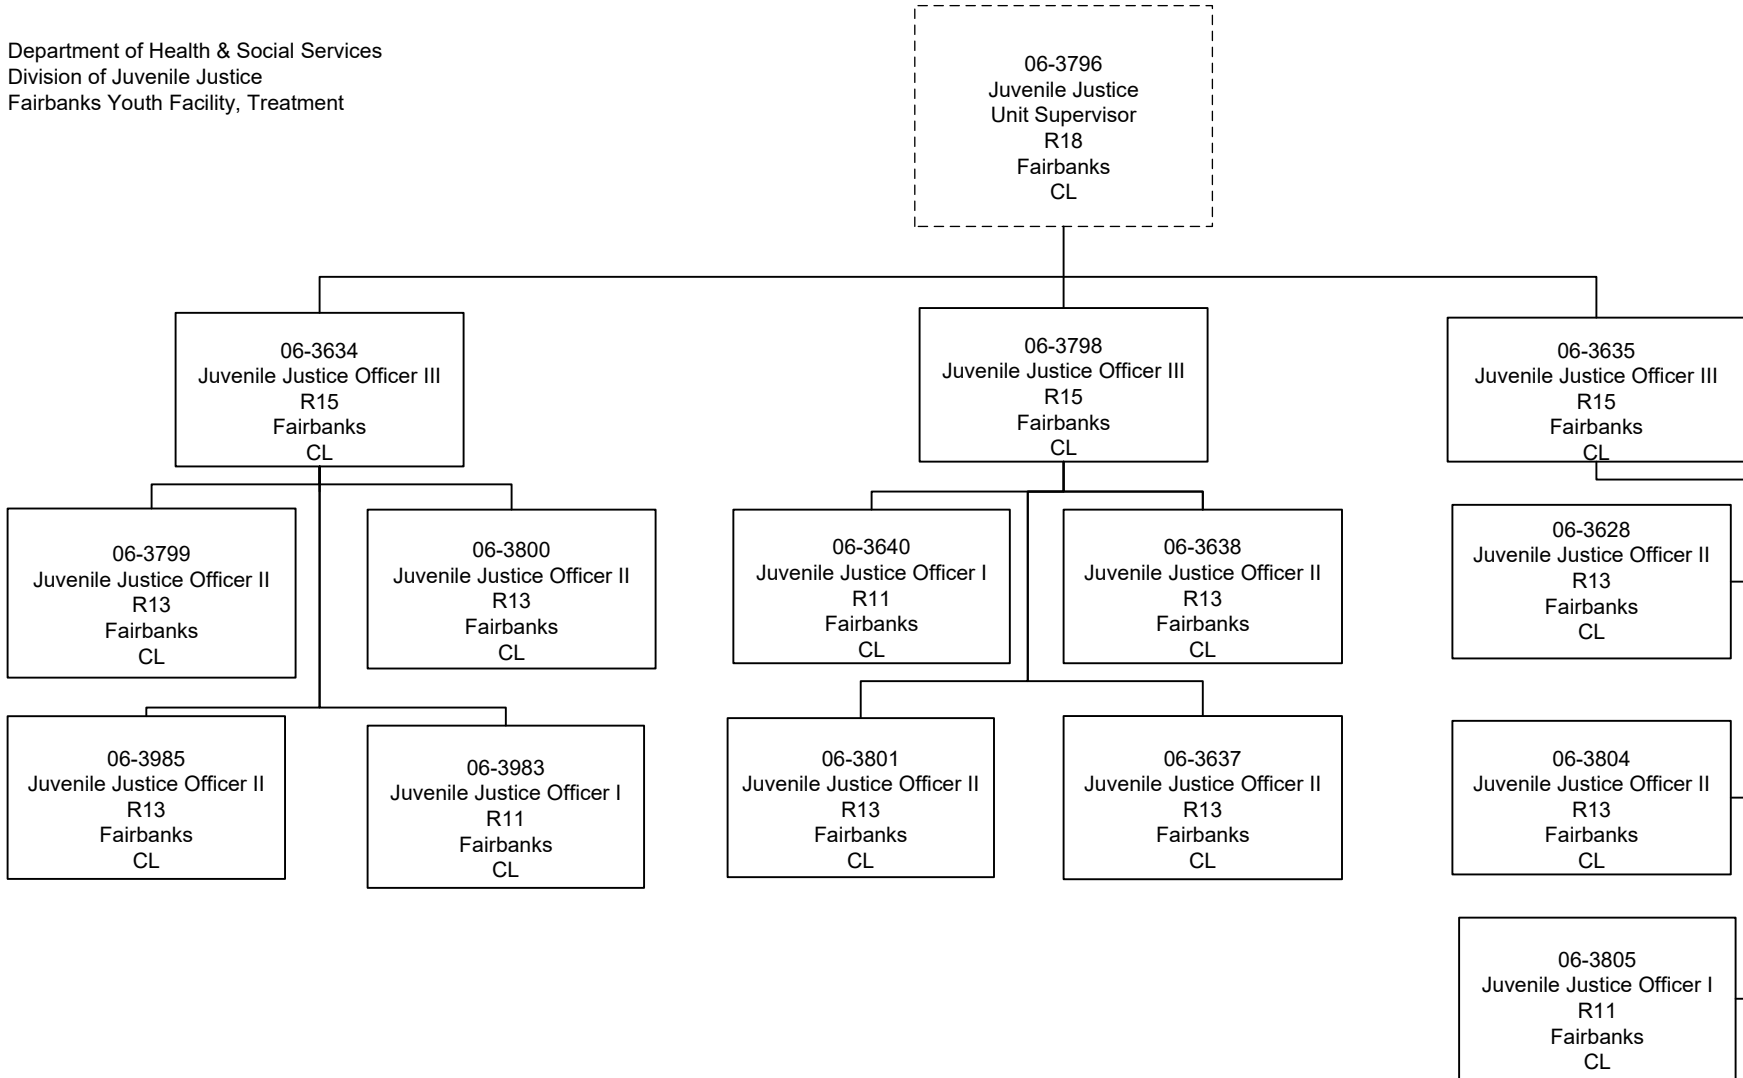 Department of Health & Social Services
Division of Juvenile Justice
Fairbanks Youth Facility, Treatment
06-3796
Juvenile Justice
Unit Supervisor
R18
Fairbanks
CL
06-3634
Juvenile Justice Officer III
R15
Fairbanks
CL
06-3798
Juvenile Justice Officer III
R15
Fairbanks
CL
06-3635
Juvenile Justice Officer III
R15
Fairbanks
CL
06-3799
Juvenile Justice Officer II
R13
Fairbanks
CL
06-3800
Juvenile Justice Officer II
R13
Fairbanks
CL
06-3640
Juvenile Justice Officer I
R11
Fairbanks
CL
06-3638
Juvenile Justice Officer II
R13
Fairbanks
CL
06-3628
Juvenile Justice Officer II
R13
Fairbanks
CL
06-3985
Juvenile Justice Officer II
R13
Fairbanks
CL
06-3983
Juvenile Justice Officer I
R11
Fairbanks
CL
06-3801
Juvenile Justice Officer II
R13
Fairbanks
CL
06-3637
Juvenile Justice Officer II
R13
Fairbanks
CL
06-3804
Juvenile Justice Officer II
R13
Fairbanks
CL
06-3805
Juvenile Justice Officer I
R11
Fairbanks
CL